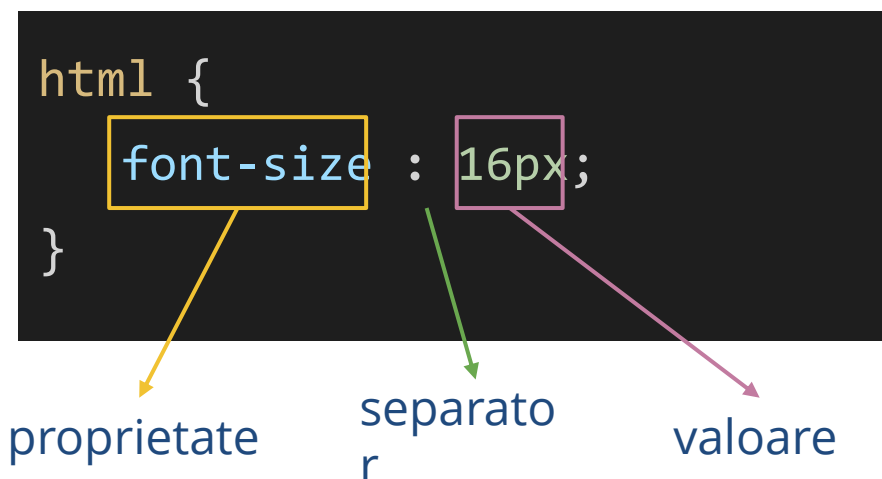 html {
font-size : 16px;
}
proprietate
separato
r
valoare